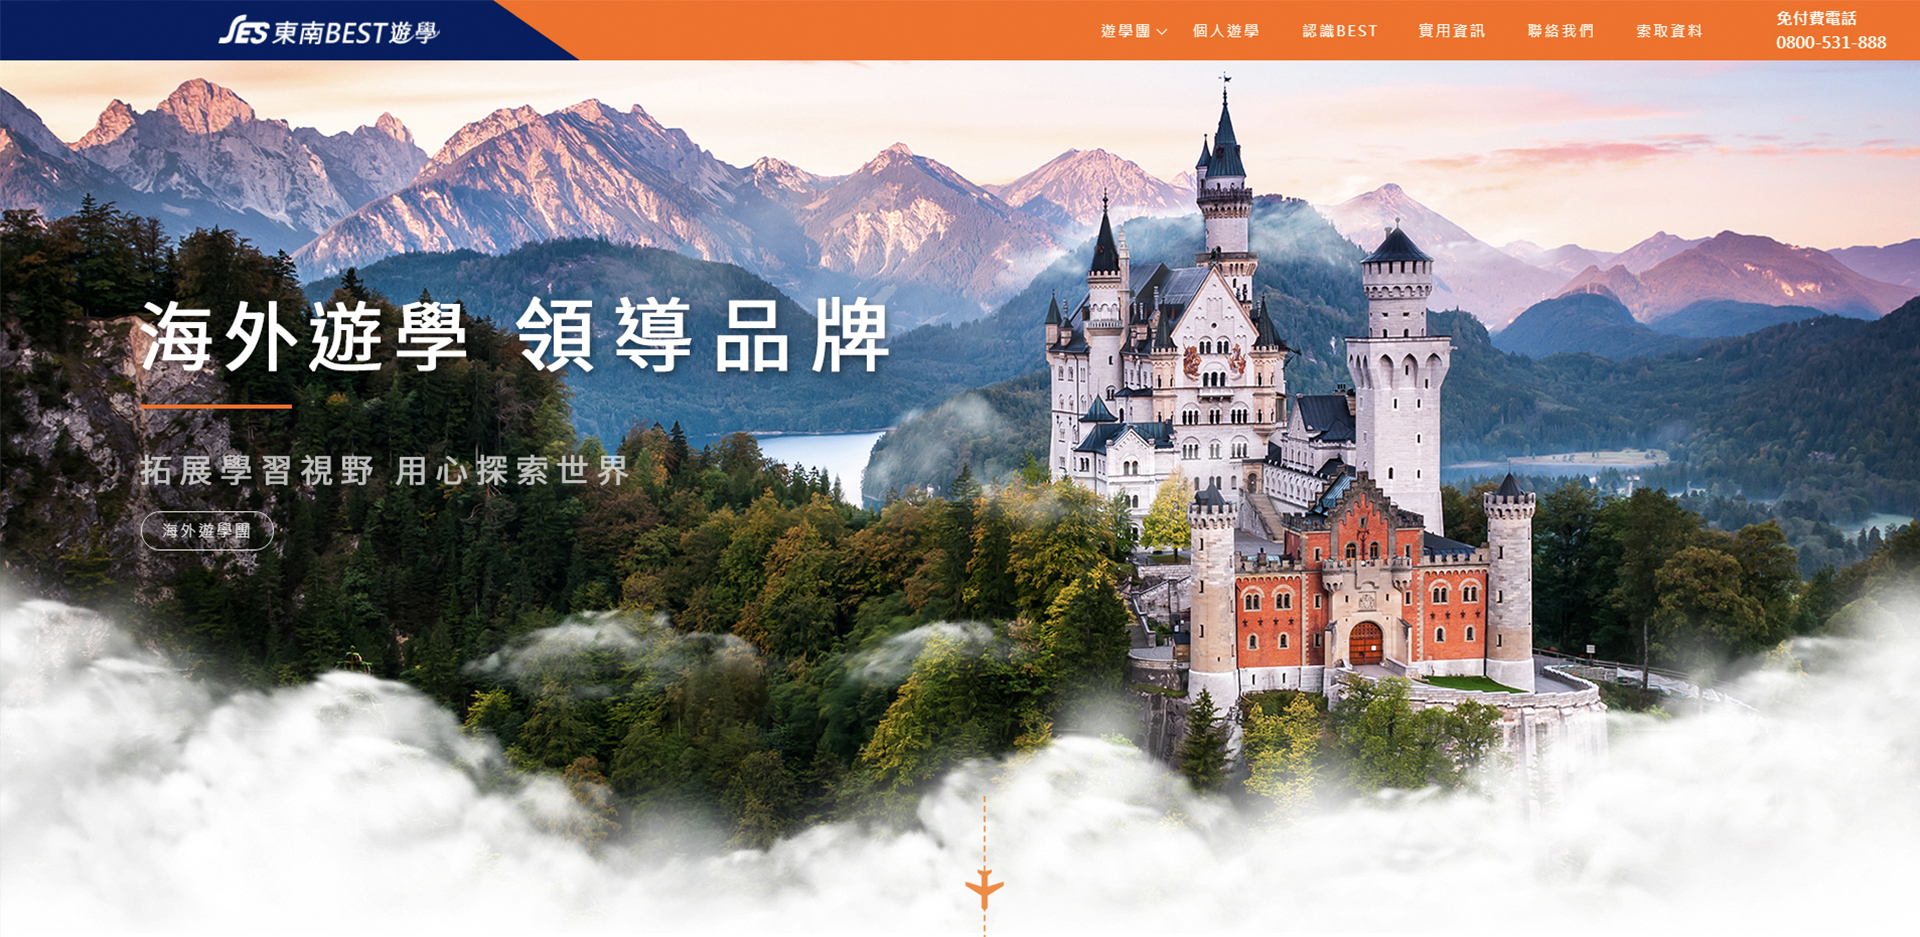 SES 東南BEST遊學
遊學團 個人遊學 認識BEST 實用資訊 聯絡我們 索取資料
免付費電話
0800-531-888
海外遊學 領導品牌
拓展學習視野 用心探索世界
海外遊學團